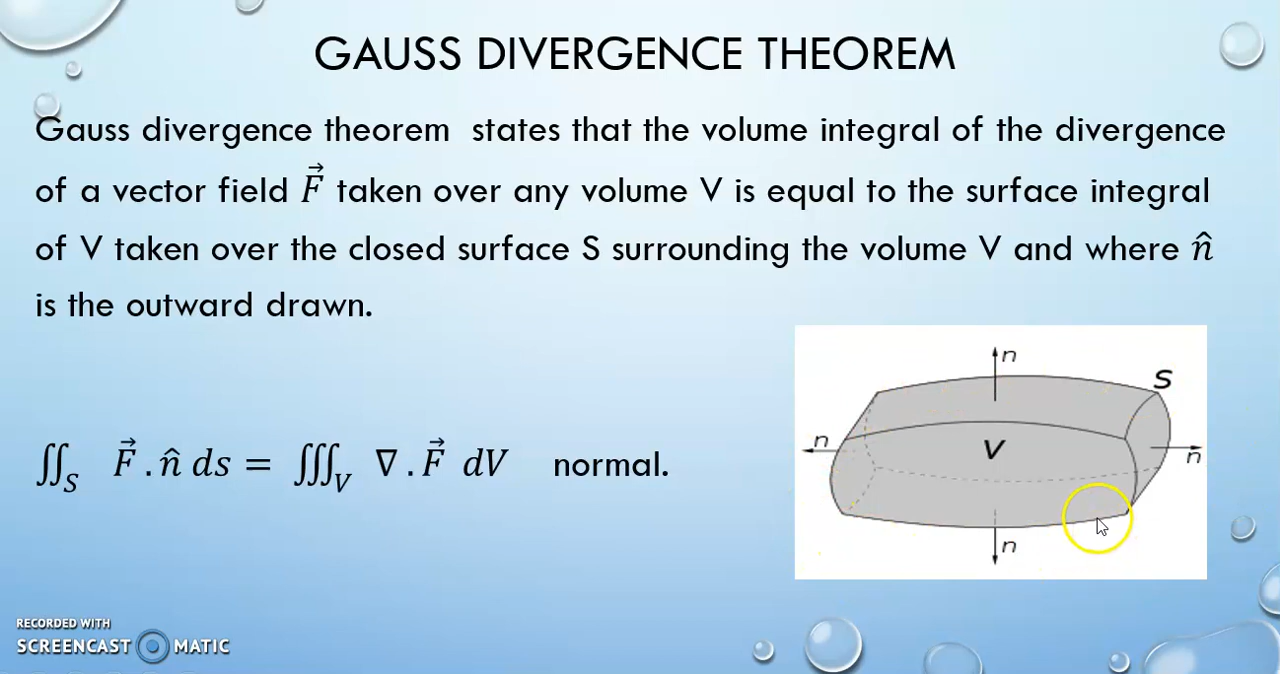 GAUSS DIVERGENCE THEOREM
Gauss divergence theorem states that the volume integral of the divergence
of a vector field F⃗ taken over any volume V is equal to the surface integral
of V taken over the closed surface S surrounding the volume V and where n̂
is the outward drawn.
∬_S F⃗ . n̂ ds = ∭_V ∇ . F⃗ dV normal.
n
S
n
V
n
n
RECORDED WITH
SCREENCAST MATIC